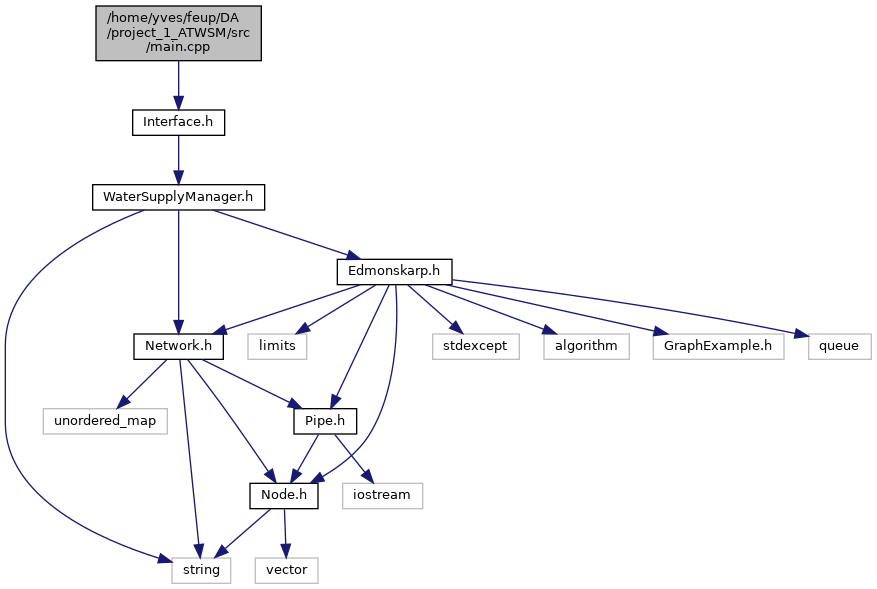 /home/yves/feup/DA
/project_1_ATWSM/src
/main.cpp
Interface.h
WaterSupplyManager.h
Edmonskarp.h
Network.h
limits
stdexcept
algorithm
GraphExample.h
queue
unordered_map
Pipe.h
Node.h
iostream
string
vector